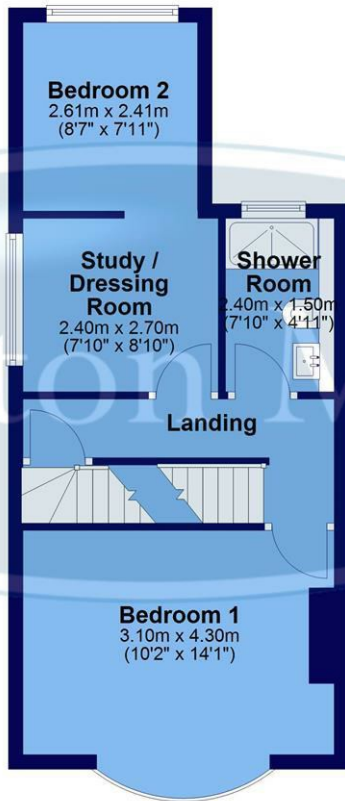 Bedroom 2
2.61m x 2.41m
(8'7" x 7'11")
Study /
Dressing
Room
2.40m x 2.70m
(7'10" x 8'10")
Shower
Room
2.40m x 1.50m
(7'10" x 4'11")
Landing
Bedroom 1
3.10m x 4.30m
(10'2" x 14'1")